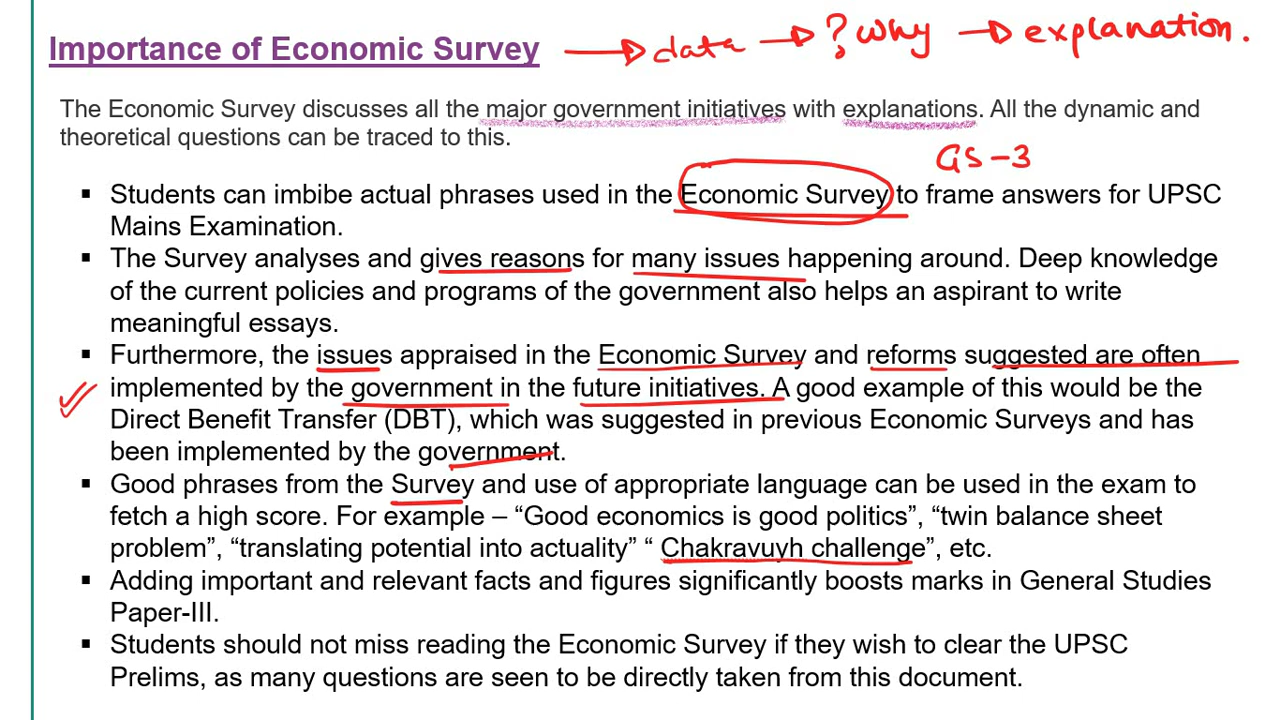 Importance of Economic Survey → data → ? why → explanation.
The Economic Survey discusses all the major government initiatives with explanations. All the dynamic and
theoretical questions can be traced to this.
GS-3
▪ Students can imbibe actual phrases used in the Economic Survey to frame answers for UPSC
Mains Examination.
▪ The Survey analyses and gives reasons for many issues happening around. Deep knowledge
of the current policies and programs of the government also helps an aspirant to write
meaningful essays.
▪ Furthermore, the issues appraised in the Economic Survey and reforms suggested are often
implemented by the government in the future initiatives. A good example of this would be the
Direct Benefit Transfer (DBT), which was suggested in previous Economic Surveys and has
been implemented by the government.
▪ Good phrases from the Survey and use of appropriate language can be used in the exam to
fetch a high score. For example – “Good economics is good politics”, “twin balance sheet
problem”, “translating potential into actuality” “ Chakravuyh challenge”, etc.
▪ Adding important and relevant facts and figures significantly boosts marks in General Studies
Paper-III.
▪ Students should not miss reading the Economic Survey if they wish to clear the UPSC
Prelims, as many questions are seen to be directly taken from this document.